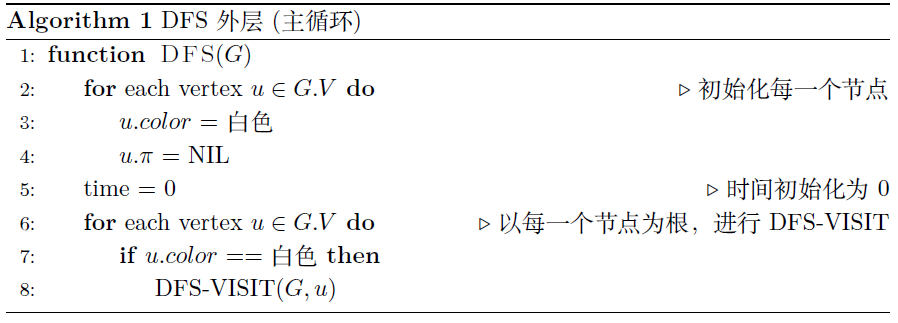 Algorithm 1 DFS 外层 (主循环)
1: function DFS(G)
2: for each vertex u ∈ G.V do ▷ 初始化每一个节点
3: u.color = 白色
4: u.π = NIL
5: time = 0 ▷ 时间初始化为 0
6: for each vertex u ∈ G.V do ▷ 以每一个节点为根，进行 DFS-VISIT
7: if u.color == 白色 then
8: DFS-VISIT(G, u)